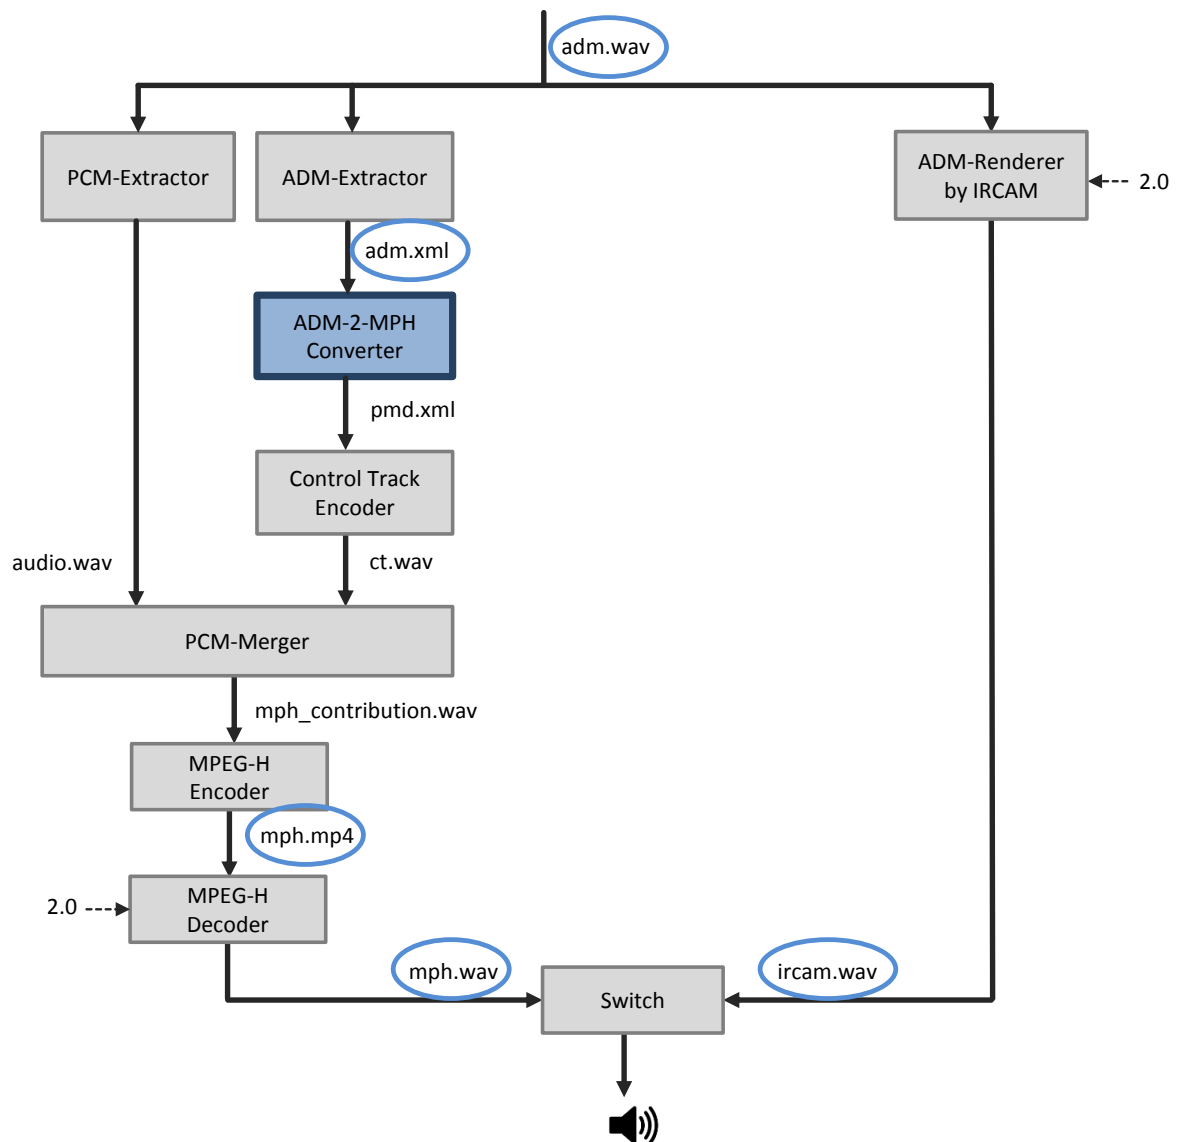 adm.wav
PCM-Extractor
ADM-Extractor
ADM-Renderer
by IRCAM
2.0
adm.xml
ADM-2-MPH
Converter
pmd.xml
Control Track
Encoder
audio.wav
ct.wav
PCM-Merger
mph_contribution.wav
MPEG-H
Encoder
mph.mp4
2.0
MPEG-H
Decoder
mph.wav
ircam.wav
Switch